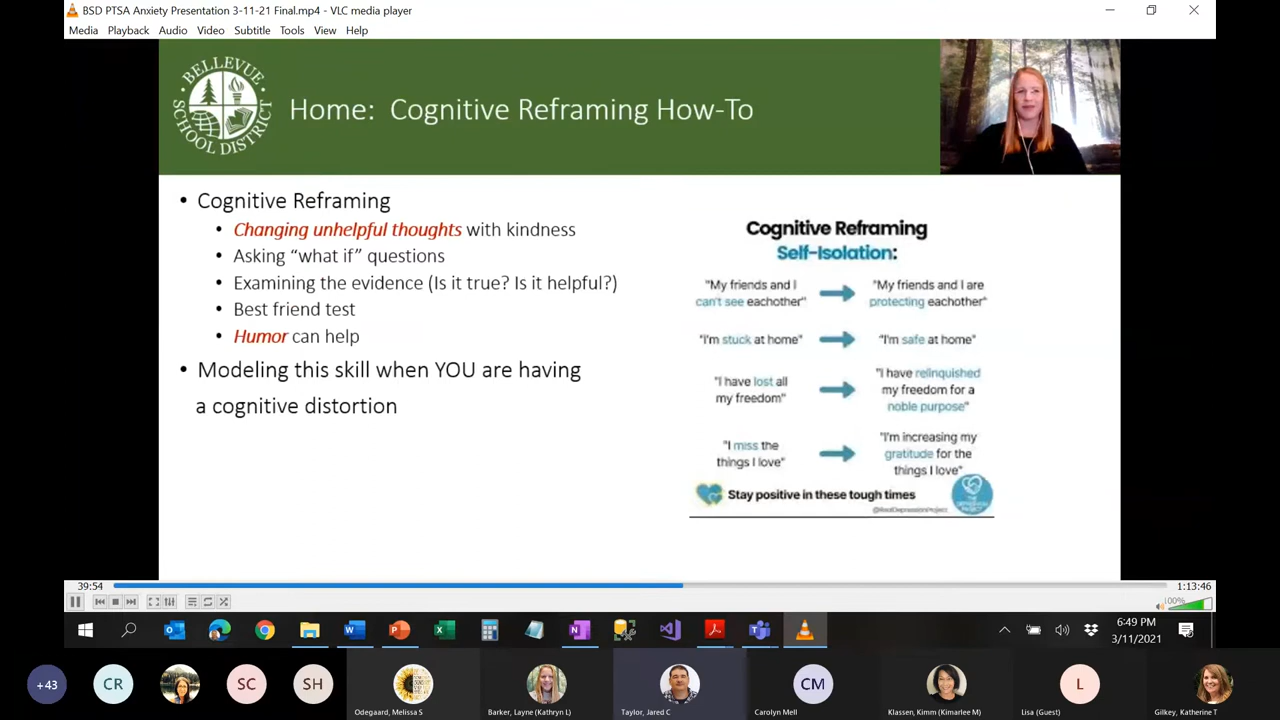 BSD PTSA Anxiety Presentation 3-11-21 Final.mp4 - VLC media player
Media Playback Audio Video Subtitle Tools View Help
BELLEVUE
SCHOOL DISTRICT
Home: Cognitive Reframing How-To
• Cognitive Reframing
• Changing unhelpful thoughts with kindness
• Asking “what if” questions
• Examining the evidence (Is it true? Is it helpful?)
• Best friend test
• Humor can help
• Modeling this skill when YOU are having
a cognitive distortion
Cognitive Reframing
Self-Isolation:
"My friends and I
can't see eachother"
"My friends and I are
protecting eachother"
"I'm stuck at home"
"I'm safe at home"
"I have lost all
my freedom"
"I have relinquished
my freedom for a
noble purpose"
"I miss the
things I love"
"I'm increasing my
gratitude for the
things I love"
Stay positive in these tough times
THE
DEPRESSION
PROJECT
@RealDepressionProject
39:54
1:13:46
100%
6:49 PM
3/11/2021
+43
CR
SC
SH
CM
L
Odegaard, Melissa S
Barker, Layne (Kathryn L)
Taylor, Jared C
Carolyn Mell
Klassen, Kimm (Kimarlee M)
Lisa (Guest)
Gilkey, Katherine T